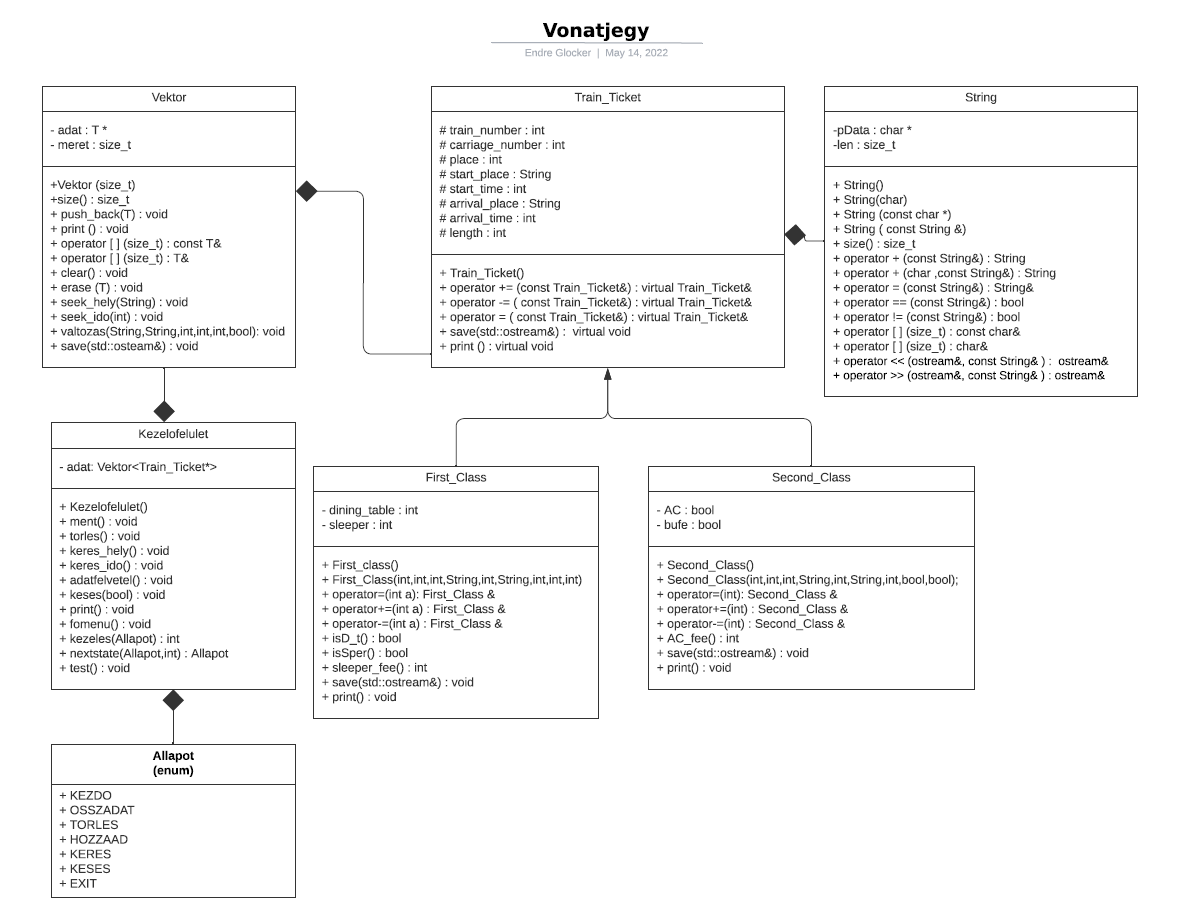 Vonatjegy
Endre Glocker | May 14, 2022
Vektor
- adat : T *
- meret : size_t
+Vektor (size_t)
+size() : size_t
+ push_back(T) : void
+ print () : void
+ operator [ ] (size_t) : const T&
+ operator [ ] (size_t) : T&
+ clear() : void
+ erase (T) : void
+ seek_hely(String) : void
+ seek_ido(int) : void
+ valtozas(String,String,int,int,int,bool): void
+ save(std::osteam&) : void
Train_Ticket
# train_number : int
# carriage_number : int
# place : int
# start_place : String
# start_time : int
# arrival_place : String
# arrival_time : int
# length : int
+ Train_Ticket()
+ operator += (const Train_Ticket&) : virtual Train_Ticket&
+ operator -= ( const Train_Ticket&) : virtual Train_Ticket&
+ operator = ( const Train_Ticket&) : virtual Train_Ticket&
+ save(std::ostream&) : virtual void
+ print () : virtual void
String
-pData : char *
-len : size_t
+ String()
+ String(char)
+ String (const char *)
+ String ( const String &)
+ size() : size_t
+ operator + (const String&) : String
+ operator + (char ,const String&) : String
+ operator = (const String&) : String&
+ operator == (const String&) : bool
+ operator != (const String&) : bool
+ operator [ ] (size_t) : const char&
+ operator [ ] (size_t) : char&
+ operator << (ostream&, const String& ) : ostream&
+ operator >> (ostream&, const String& ) : ostream&
Kezelofelulet
- adat: Vektor<Train_Ticket*>
+ Kezelofelulet()
+ ment() : void
+ torles() : void
+ keres_hely() : void
+ keres_ido() : void
+ adatfelvetel() : void
+ keses(bool) : void
+ print() : void
+ fomenu() : void
+ kezeles(Allapot) : int
+ nextstate(Allapot,int) : Allapot
+ test() : void
First_Class
- dining_table : int
- sleeper : int
+ First_class()
+ First_Class(int,int,int,String,int,String,int,int,int)
+ operator=(int a): First_Class &
+ operator+=(int a) : First_Class &
+ operator-=(int a) : First_Class &
+ isD_t() : bool
+ isSper() : bool
+ sleeper_fee() : int
+ save(std::ostream&) : void
+ print() : void
Second_Class
- AC : bool
- bufe : bool
+ Second_Class()
+ Second_Class(int,int,int,String,int,String,int,bool,bool);
+ operator=(int): Second_Class &
+ operator+=(int) : Second_Class &
+ operator-=(int) : Second_Class &
+ AC_fee() : int
+ save(std::ostream&) : void
+ print() : void
Allapot
(enum)
+ KEZDO
+ OSSZADAT
+ TORLES
+ HOZZAAD
+ KERES
+ KESES
+ EXIT